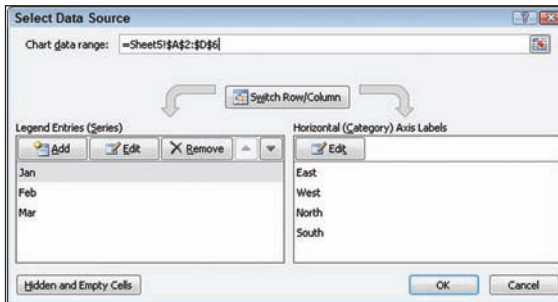 Select Data Source
Chart data range: =Sheet5!$A$2:$D$6
Switch Row/Column
Legend Entries (Series)
Add Edit Remove
Jan
Feb
Mar
Horizontal (Category) Axis Labels
Edit
East
West
North
South
Hidden and Empty Cells
OK Cancel